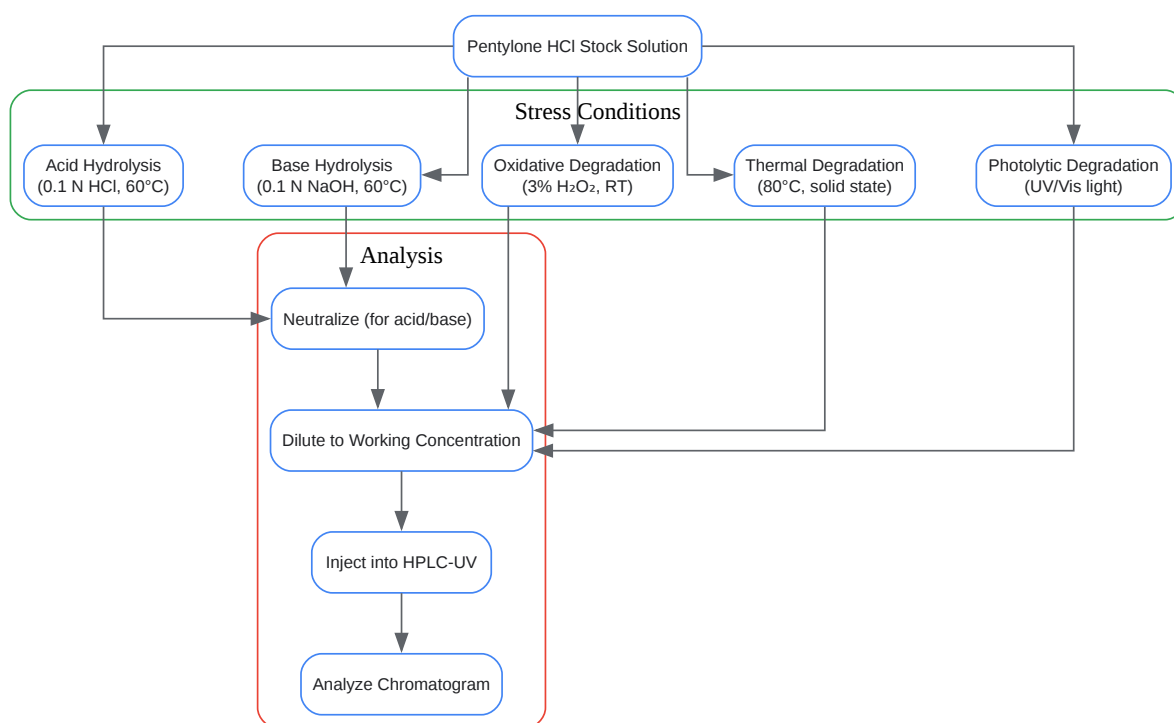 Pentylone HCl Stock Solution
Stress Conditions
Acid Hydrolysis
(0.1 N HCl, 60°C)
Base Hydrolysis
(0.1 N NaOH, 60°C)
Oxidative Degradation
(3% H₂O₂, RT)
Thermal Degradation
(80°C, solid state)
Photolytic Degradation
(UV/Vis light)
Analysis
Neutralize (for acid/base)
Dilute to Working Concentration
Inject into HPLC-UV
Analyze Chromatogram